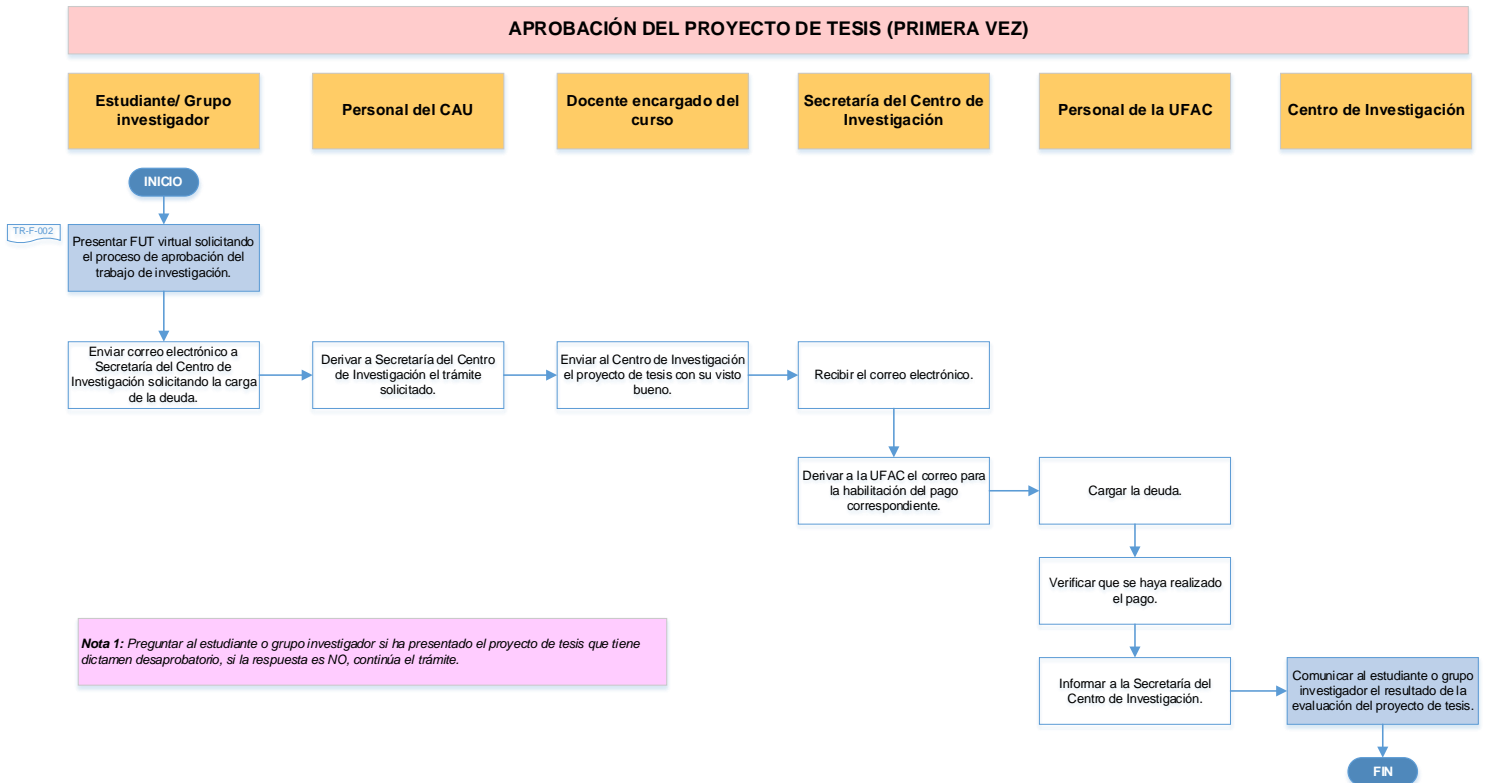 APROBACIÓN DEL PROYECTO DE TESIS (PRIMERA VEZ)
Estudiante/ Grupo
investigador
Personal del CAU
Docente encargado del
curso
Secretaría del Centro de
Investigación
Personal de la UFAC
Centro de Investigación
INICIO
TR-F-002
Presentar FUT virtual solicitando
el proceso de aprobación del
trabajo de investigación.
Enviar correo electrónico a
Secretaría del Centro de
Investigación solicitando la carga
de la deuda.
Derivar a Secretaría del Centro
de Investigación el trámite
solicitado.
Enviar al Centro de Investigación
el proyecto de tesis con su visto
bueno.
Recibir el correo electrónico.
Derivar a la UFAC el correo para
la habilitación del pago
correspondiente.
Cargar la deuda.
Verificar que se haya realizado
el pago.
Nota 1: Preguntar al estudiante o grupo investigador si ha presentado el proyecto de tesis que tiene
dictamen desaprobatorio, si la respuesta es NO, continúa el trámite.
Informar a la Secretaría del
Centro de Investigación.
Comunicar al estudiante o grupo
investigador el resultado de la
evaluación del proyecto de tesis.
FIN